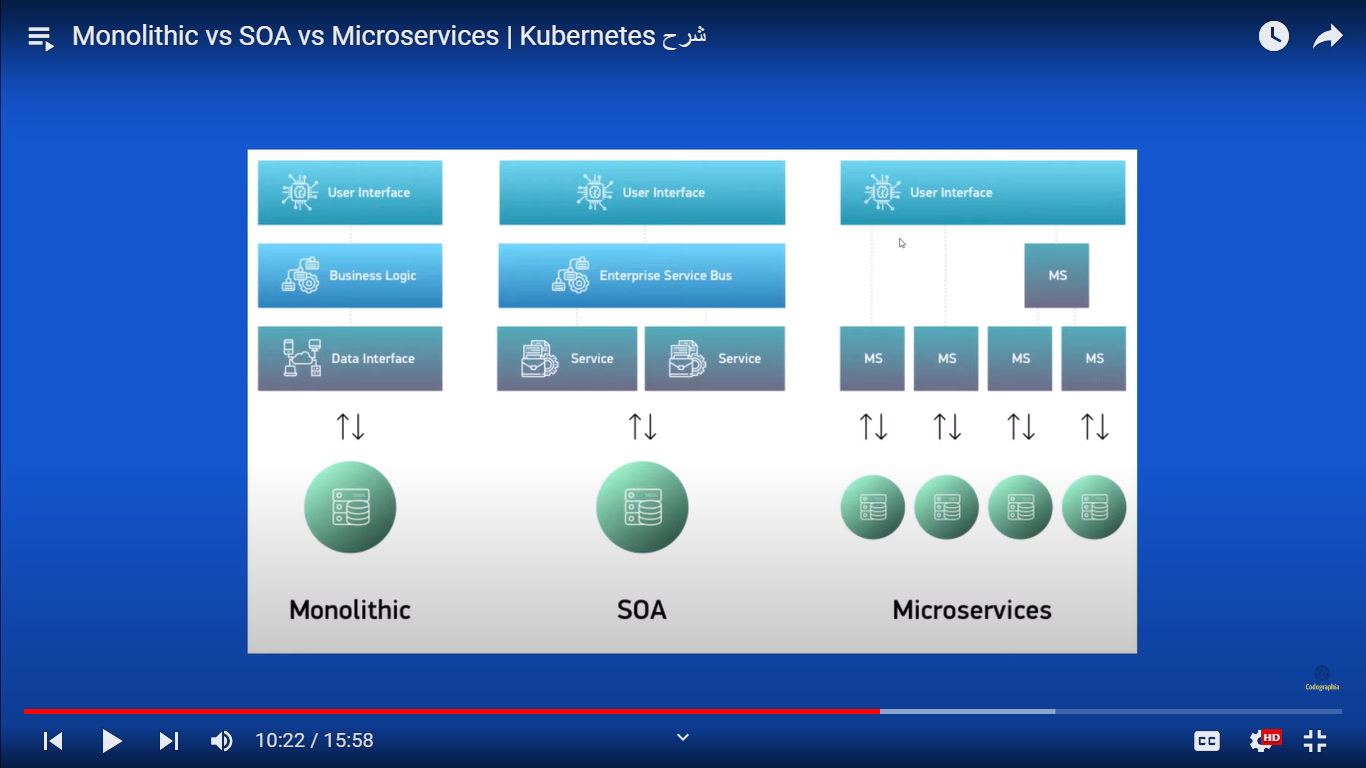 Monolithic vs SOA vs Microservices | Kubernetes شرح
User Interface
Business Logic
Data Interface
Monolithic
User Interface
Enterprise Service Bus
Service
Service
SOA
User Interface
MS
MS
MS
MS
MS
Microservices
Codographia
10:22 / 15:58
CC
HD